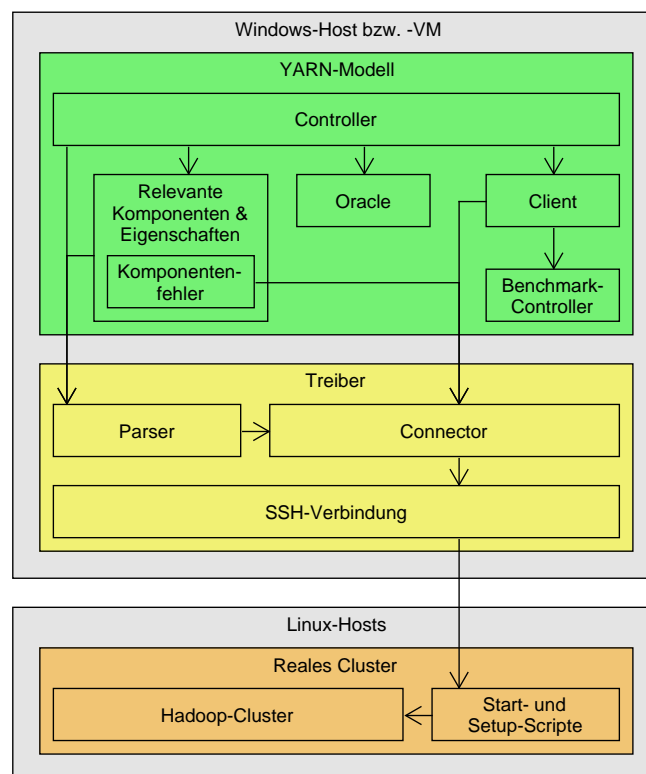 Windows-Host bzw. -VM
YARN-Modell
Controller
Relevante
Komponenten &
Eigenschaften
Komponenten-
fehler
Oracle
Client
Benchmark-
Controller
Treiber
Parser
Connector
SSH-Verbindung
Linux-Hosts
Reales Cluster
Hadoop-Cluster
Start- und
Setup-Scripte